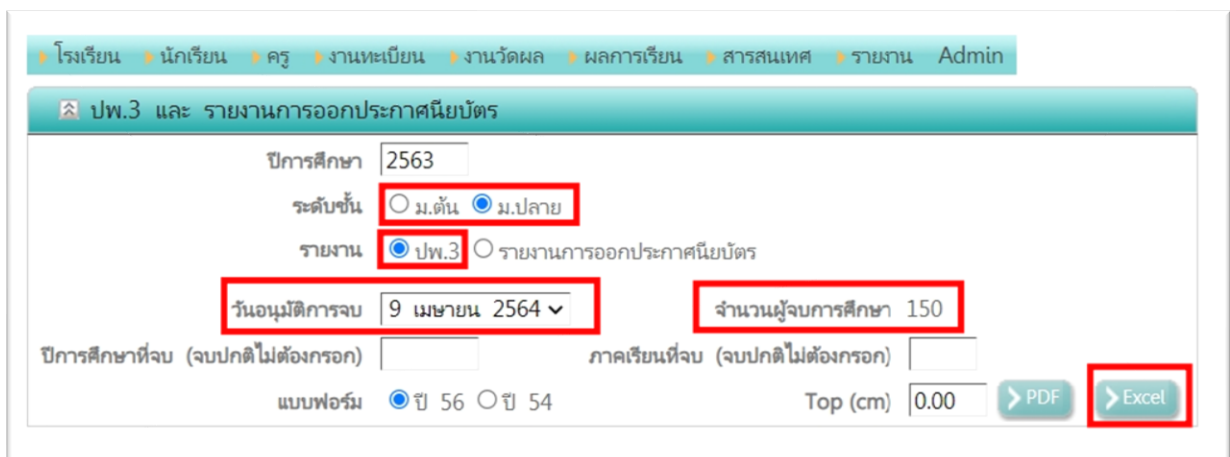 โรงเรียน นักเรียน ครู งานทะเบียน งานวัดผล ผลการเรียน สารสนเทศ รายงาน Admin
ปพ.3 และ รายงานการออกประกาศนียบัตร
ปีการศึกษา 2563
ระดับชั้น ม.ต้น ม.ปลาย
รายงาน ปพ.3 รายงานการออกประกาศนียบัตร
วันอนุมัติการจบ 9 เมษายน 2564 จำนวนผู้จบการศึกษา 150
ปีการศึกษาที่จบ (จบปกติไม่ต้องกรอก) ภาคเรียนที่จบ (จบปกติไม่ต้องกรอก)
แบบฟอร์ม ปี 56 ปี 54 Top (cm) 0.00 PDF Excel